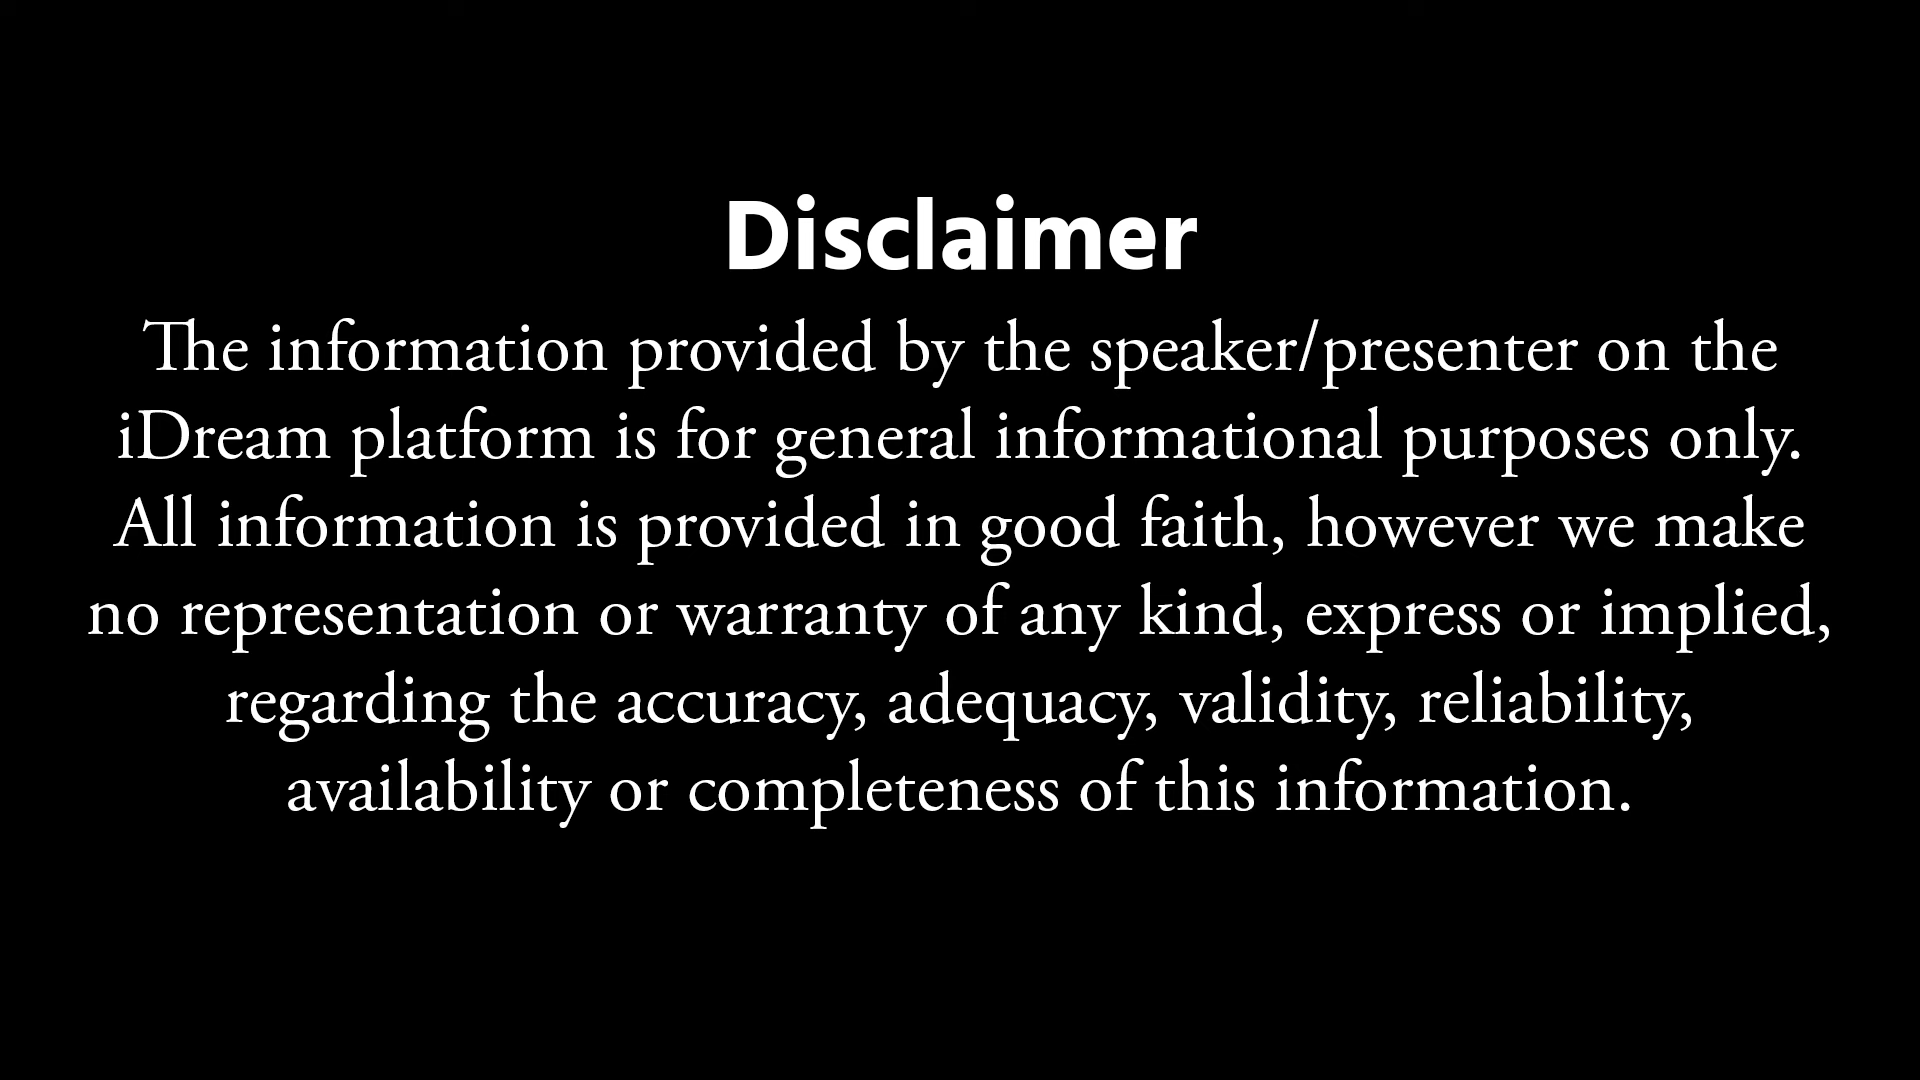 Disclaimer
The information provided by the speaker/presenter on the
iDream platform is for general informational purposes only.
All information is provided in good faith, however we make
no representation or warranty of any kind, express or implied,
regarding the accuracy, adequacy, validity, reliability,
availability or completeness of this information.